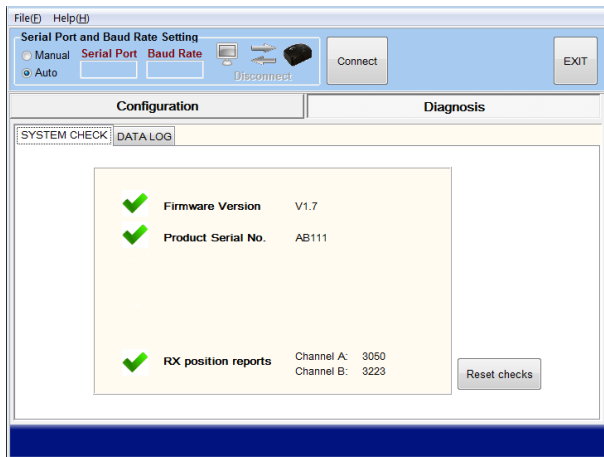 File(F) Help(H)
Serial Port and Baud Rate Setting
Manual Serial Port Baud Rate
Auto
Disconnect
Connect
EXIT
Configuration Diagnosis
SYSTEM CHECK DATA LOG
Firmware Version V1.7
Product Serial No. AB111
RX position reports Channel A: 3050
Channel B: 3223
Reset checks